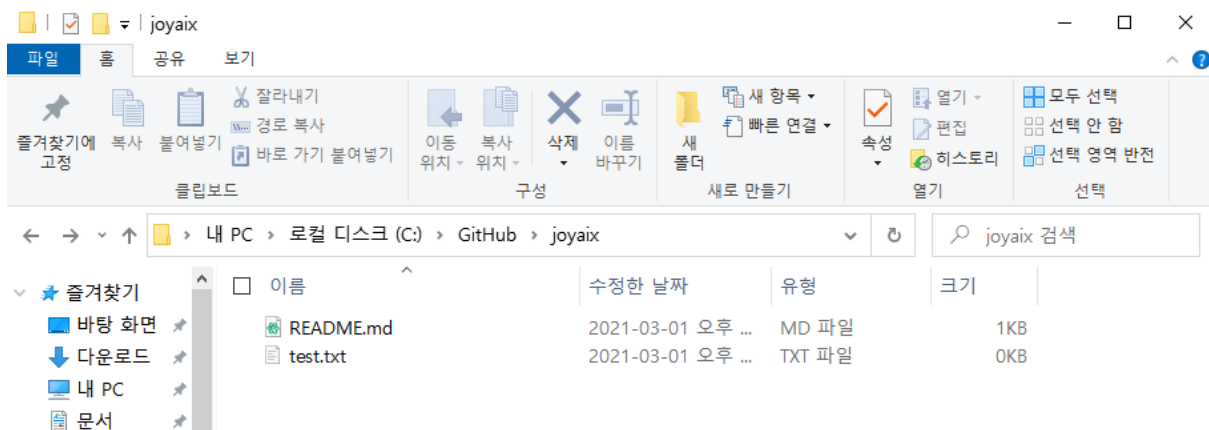 joyaix
파일 홈 공유 보기
즐겨찾기에 고정
복사
붙여넣기
잘라내기
경로 복사
바로 가기 붙여넣기
클립보드
이동 위치
복사 위치
삭제
이름 바꾸기
구성
새 폴더
새 항목
빠른 연결
새로 만들기
속성
열기
편집
히스토리
열기
모두 선택
선택 안 함
선택 영역 반전
선택
내 PC > 로컬 디스크 (C:) > GitHub > joyaix
joyaix 검색
즐겨찾기
바탕 화면
다운로드
내 PC
문서
이름 수정한 날짜 유형 크기
README.md 2021-03-01 오후 ... MD 파일 1KB
test.txt 2021-03-01 오후 ... TXT 파일 0KB